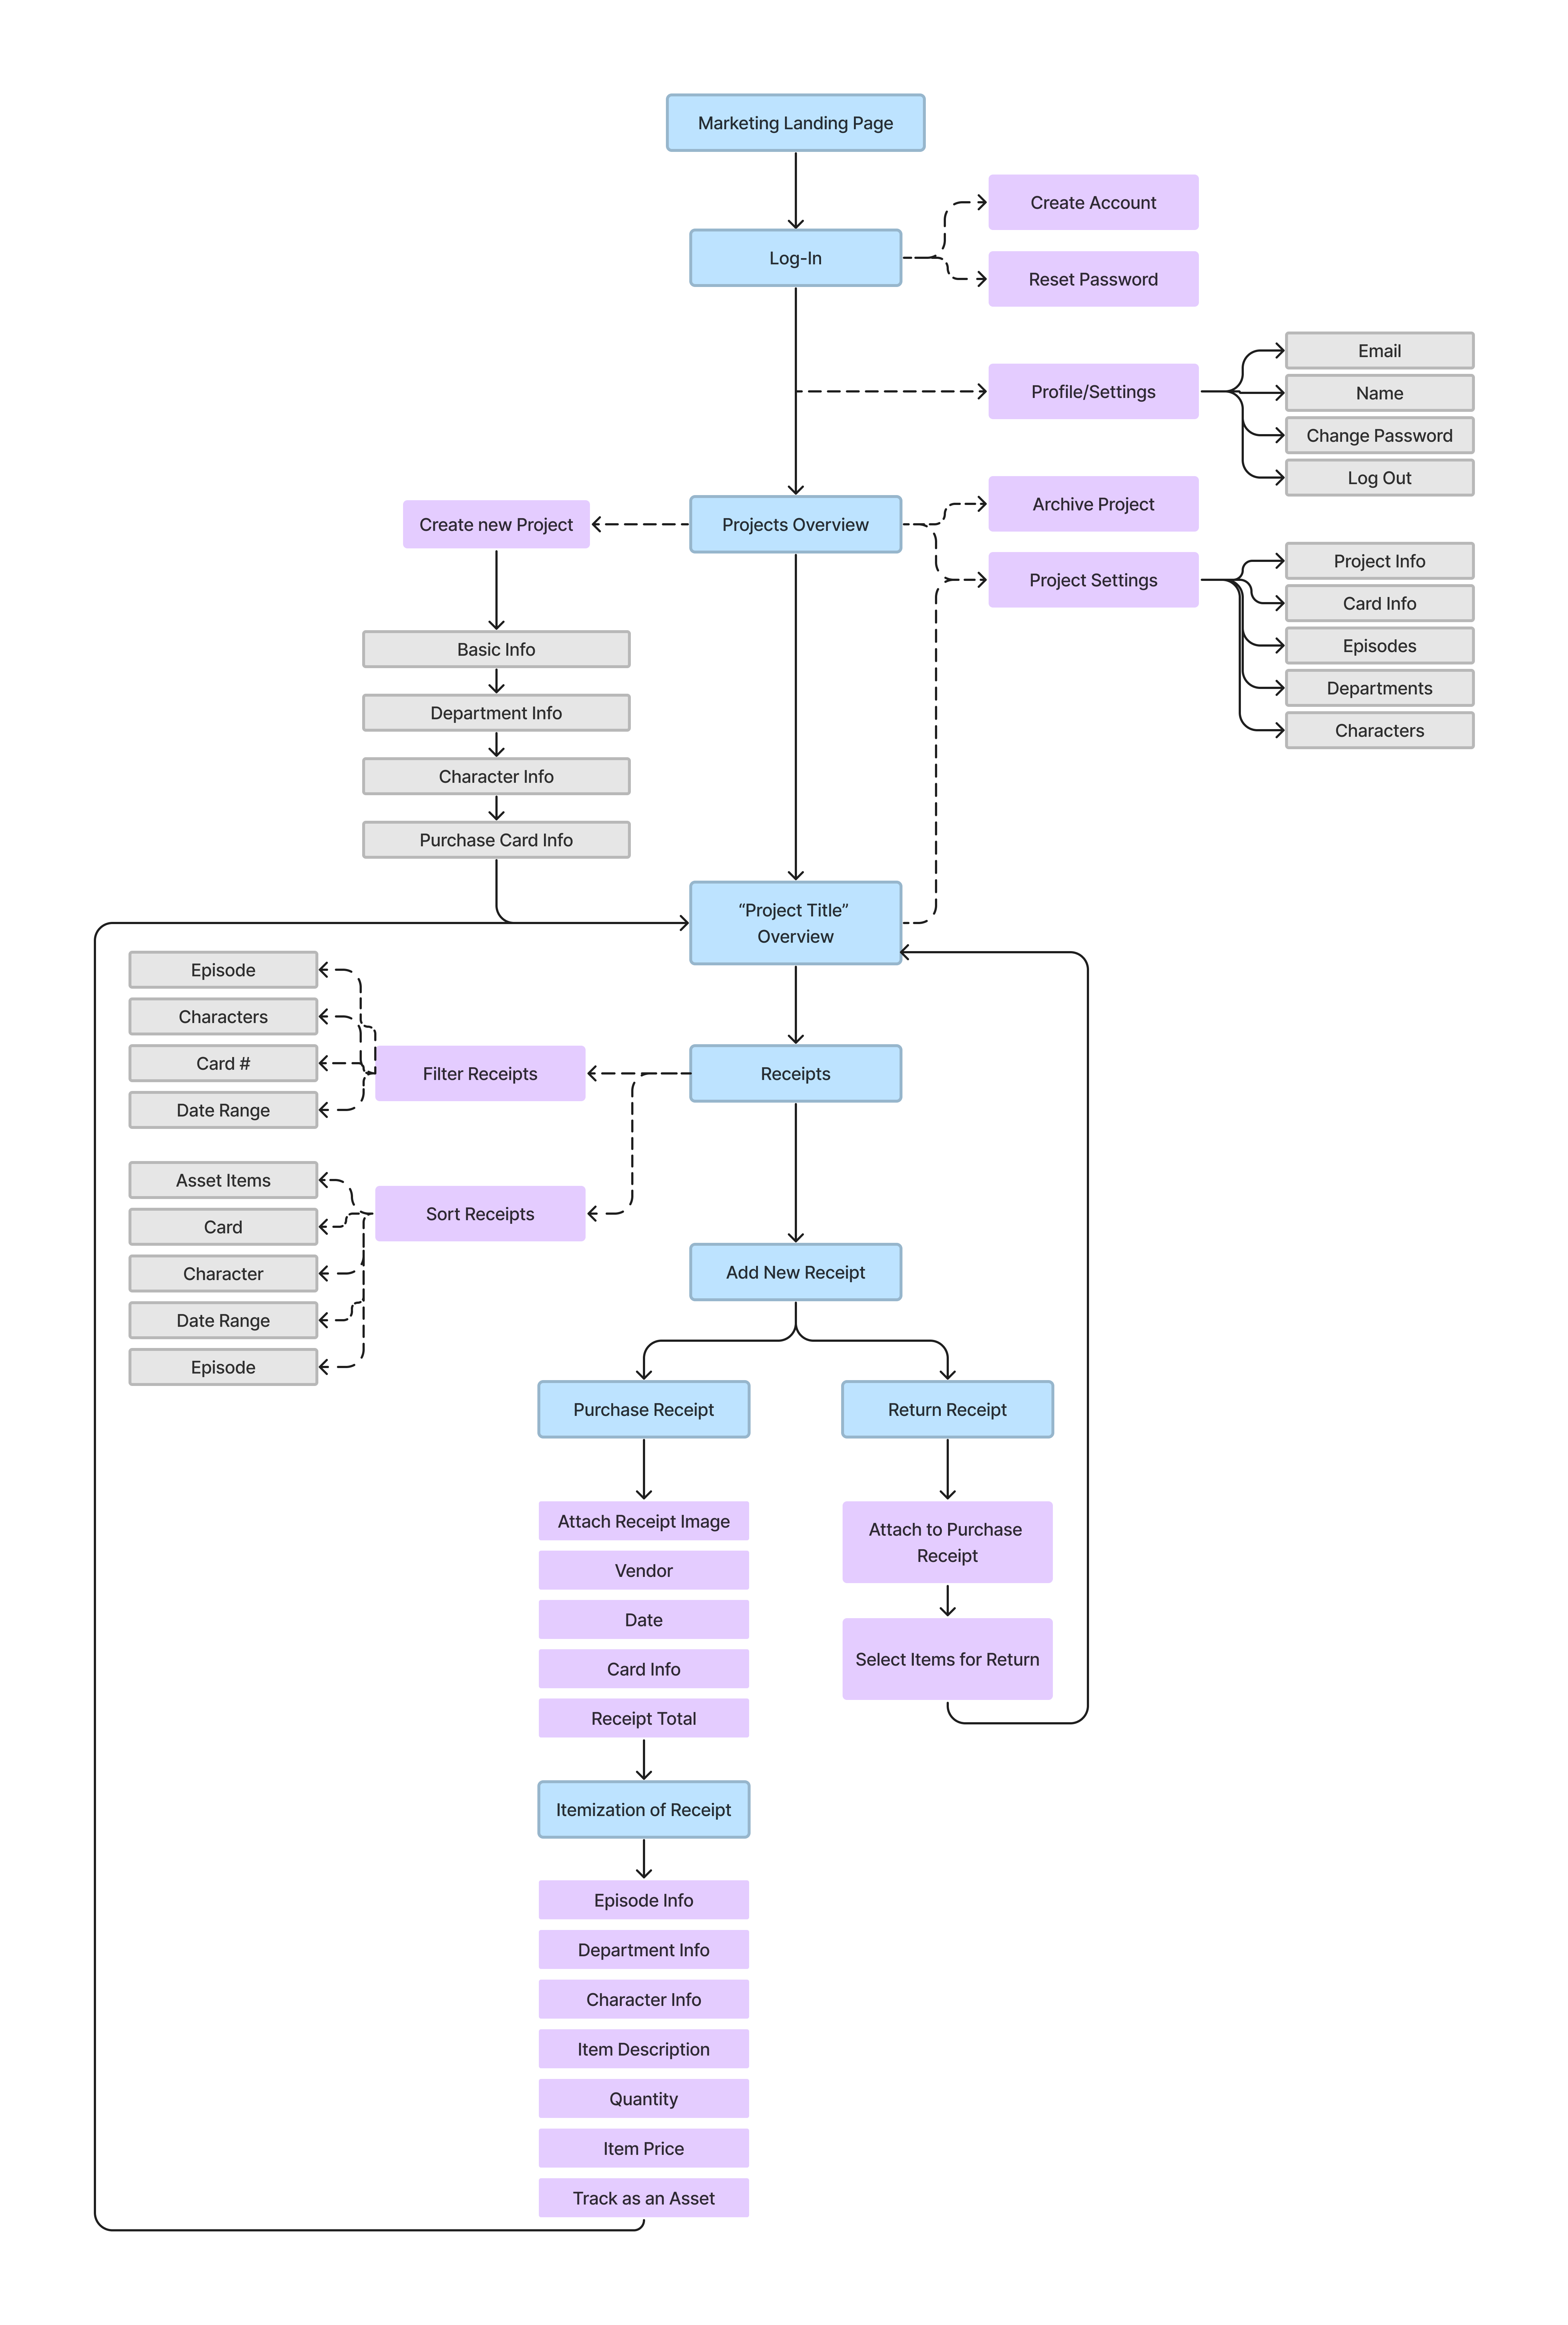 Marketing Landing Page
Create Account
Log-In
Reset Password
Email
Profile/Settings
Name
Change Password
Log Out
Create new Project
Projects Overview
Archive Project
Project Settings
Project Info
Card Info
Episodes
Departments
Characters
Basic Info
Department Info
Character Info
Purchase Card Info
“Project Title”
Overview
Episode
Characters
Card #
Date Range
Filter Receipts
Receipts
Asset Items
Card
Character
Date Range
Episode
Sort Receipts
Add New Receipt
Purchase Receipt
Return Receipt
Attach Receipt Image
Vendor
Date
Card Info
Receipt Total
Attach to Purchase
Receipt
Select Items for Return
Itemization of Receipt
Episode Info
Department Info
Character Info
Item Description
Quantity
Item Price
Track as an Asset